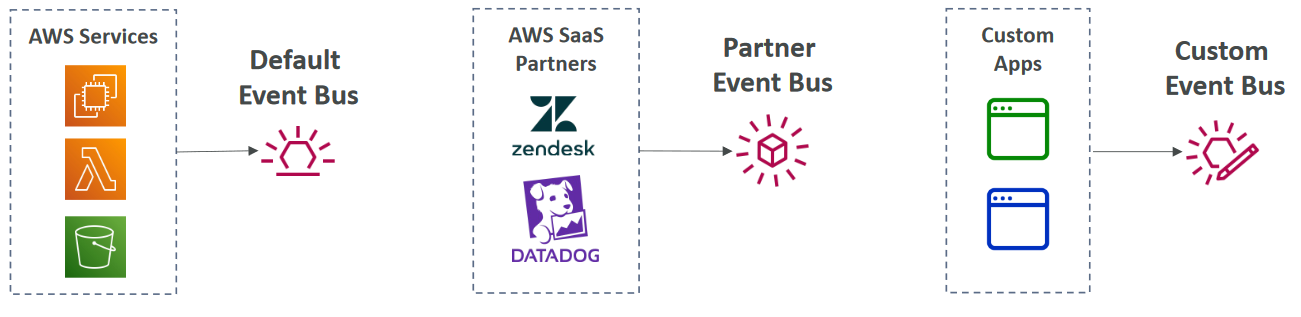 AWS Services
Default
Event Bus
AWS SaaS
Partners
zendesk
DATADOG
Partner
Event Bus
Custom
Apps
Custom
Event Bus